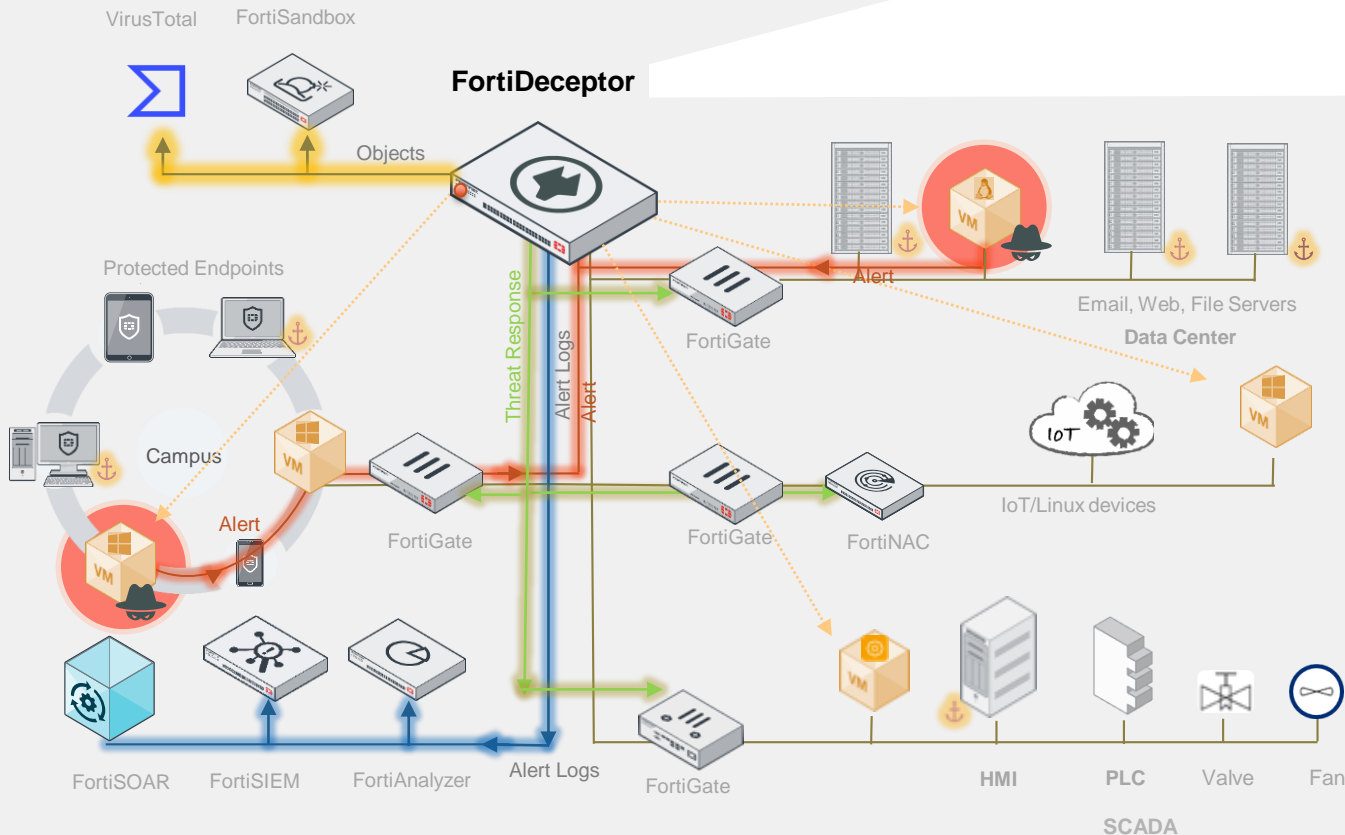 VirusTotal
FortiSandbox
FortiDeceptor
Objects
Protected Endpoints
VM
Alert
Email, Web, File Servers
Data Center
FortiGate
Threat Response
Alert Logs
Alert
IoT
VM
VM
Campus
FortiGate
FortiGate
FortiNAC
IoT/Linux devices
Alert
VM
VM
FortiSOAR
FortiSIEM
FortiAnalyzer
Alert Logs
FortiGate
HMI
PLC
Valve
Fan
SCADA